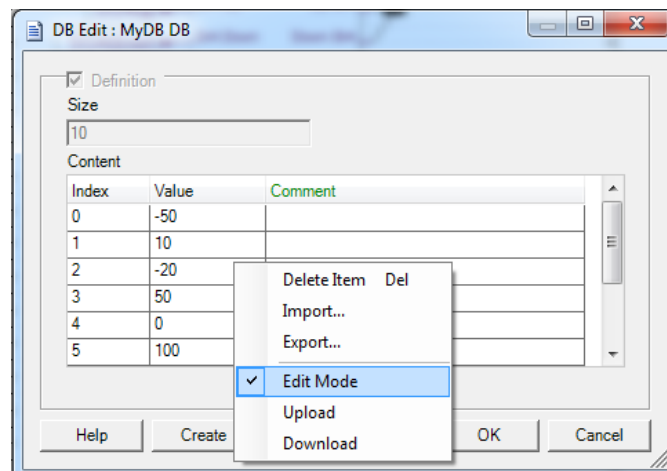 DB Edit : MyDB DB
Definition
Size
10
Content
Index Value Comment
0 -50
1 10
2 -20
3 50
4 0
5 100
Delete Item Del
Import...
Export...
Edit Mode
Upload
Download
Help Create OK Cancel